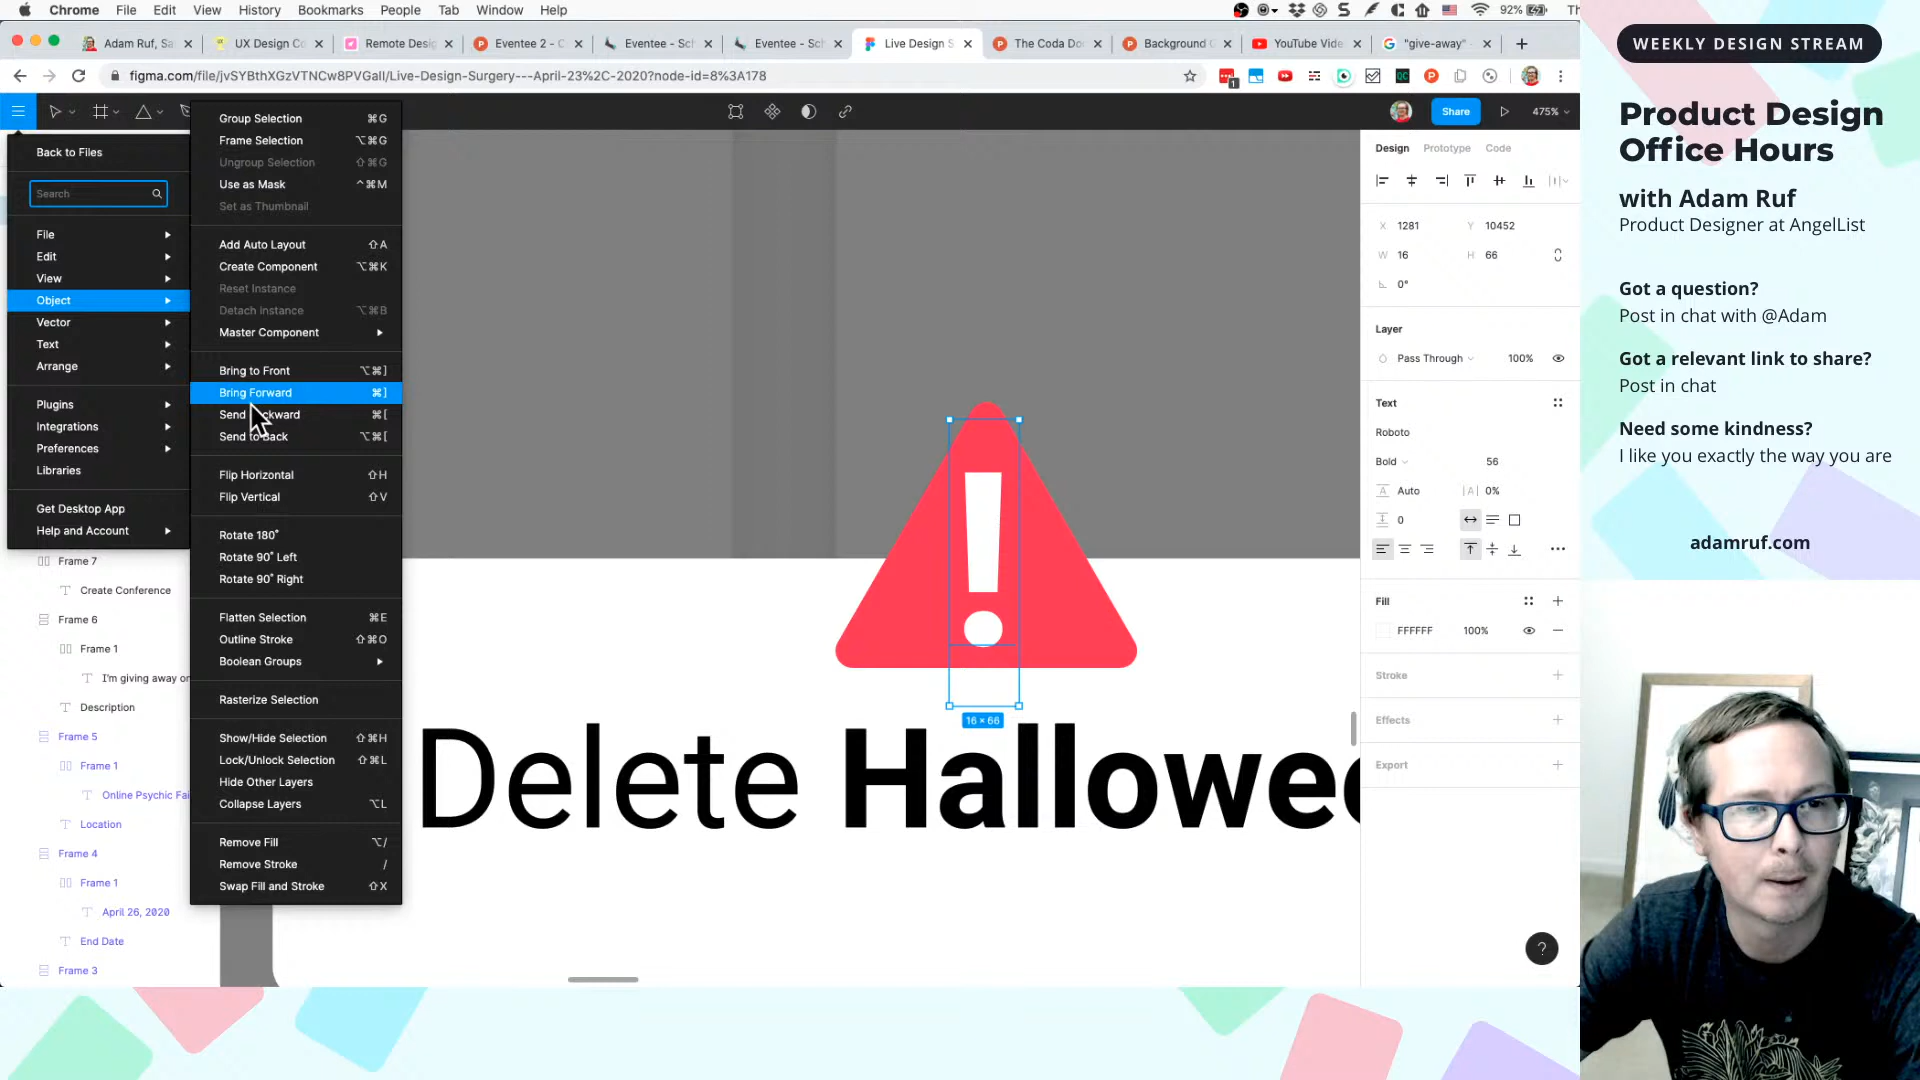 Chrome File Edit View History Bookmarks People Tab Window Help
92%
Adam Ruf, Sa
UX Design Co
Remote Desig
Eventee 2 - C
Eventee - Sch
Eventee - Sch
Live Design S
The Coda Do
Background
YouTube Vide
"give-away"
figma.com/file/jvSYBthXGzVTNCw8PVGaII/Live-Design-Surgery---April-23%2C-2020?node-id=8%3A178
Share
475%
Back to Files
Search
File
Edit
View
Object
Vector
Text
Arrange
Plugins
Integrations
Preferences
Libraries
Get Desktop App
Help and Account
Frame 7
Create Conference
Frame 6
Frame 1
I'm giving away on
Description
Frame 5
Frame 1
Online Psychic Fai
Location
Frame 4
Frame 1
April 26, 2020
End Date
Frame 3
Group Selection ⌘G
Frame Selection ⌥⌘G
Ungroup Selection ⇧⌘G
Use as Mask ^⌘M
Set as Thumbnail
Add Auto Layout ⇧A
Create Component ⌥⌘K
Reset Instance
Detach Instance ⌥⌘B
Master Component
Bring to Front ⌥⌘]
Bring Forward ⌘]
Send Backward ⌘[
Send to Back ⌥⌘[
Flip Horizontal ⇧H
Flip Vertical ⇧V
Rotate 180°
Rotate 90° Left
Rotate 90° Right
Flatten Selection ⌘E
Outline Stroke ⇧⌘O
Boolean Groups
Rasterize Selection
Show/Hide Selection ⇧⌘H
Lock/Unlock Selection ⇧⌘L
Hide Other Layers
Collapse Layers ⌥L
Remove Fill ⌥/
Remove Stroke /
Swap Fill and Stroke ⇧X
!
16 × 66
Delete Hallowee
Design Prototype Code
X 1281 Y 10452
W 16 H 66
0°
Layer
Pass Through 100%
Text
Roboto
Bold 56
Auto 0%
0
Fill
FFFFFF 100%
Stroke
Effects
Export
?
WEEKLY DESIGN STREAM
Product Design
Office Hours
with Adam Ruf
Product Designer at AngelList
Got a question?
Post in chat with @Adam
Got a relevant link to share?
Post in chat
Need some kindness?
I like you exactly the way you are
adamruf.com